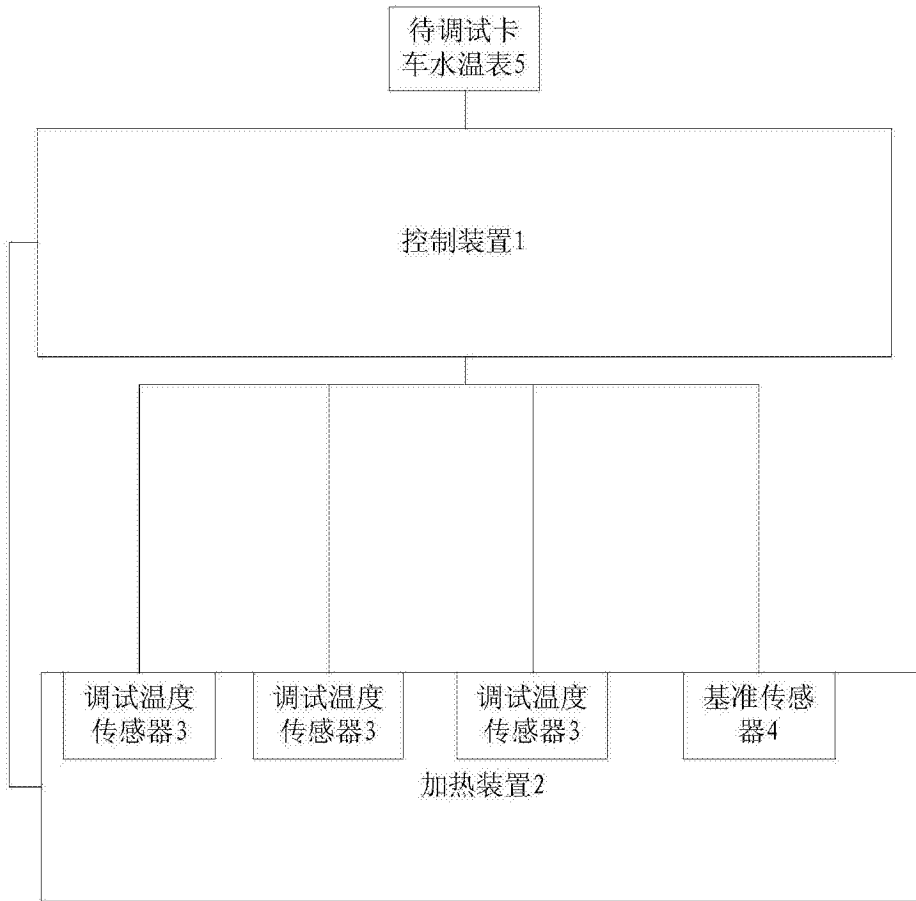 待调试卡
车水温表5
控制装置1
调试温度
传感器3
调试温度
传感器3
调试温度
传感器3
基准传感
器4
加热装置2